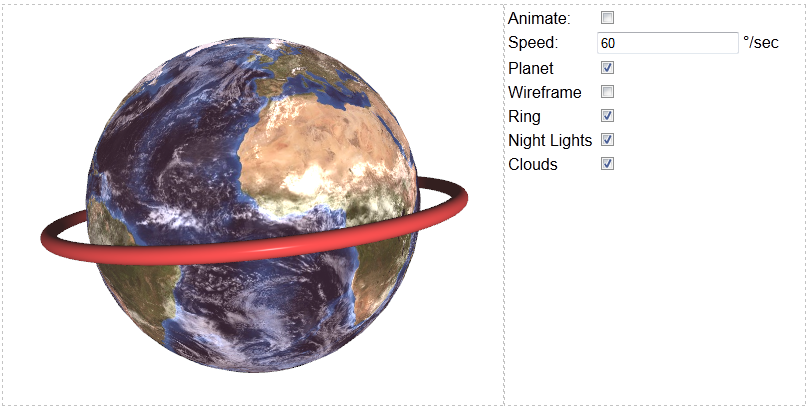 Animate:
Speed: 60 °/sec
Planet
Wireframe
Ring
Night Lights
Clouds